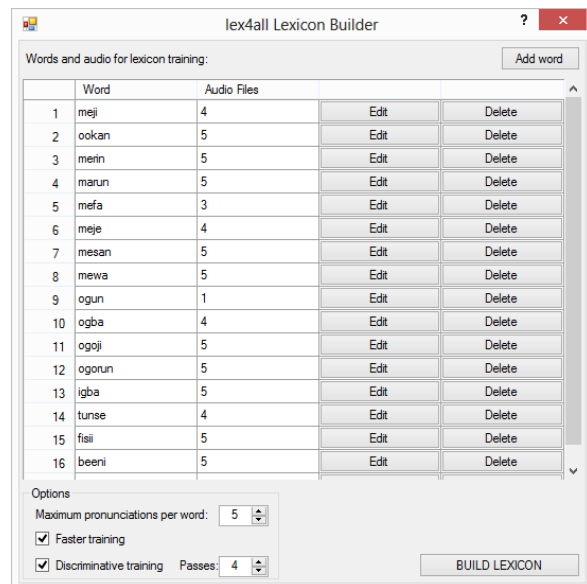 lex4all Lexicon Builder ? ×
Words and audio for lexicon training: Add word
Word Audio Files
1 meji 4 Edit Delete
2 ookan 5 Edit Delete
3 merin 5 Edit Delete
4 marun 5 Edit Delete
5 mefa 3 Edit Delete
6 meje 4 Edit Delete
7 mesan 5 Edit Delete
8 mewa 5 Edit Delete
9 ogun 1 Edit Delete
10 ogba 4 Edit Delete
11 ogoji 5 Edit Delete
12 ogorun 5 Edit Delete
13 igba 5 Edit Delete
14 tunse 4 Edit Delete
15 fisii 5 Edit Delete
16 beeni 5 Edit Delete
Options
Maximum pronunciations per word: 5
Faster training
Discriminative training Passes: 4
BUILD LEXICON